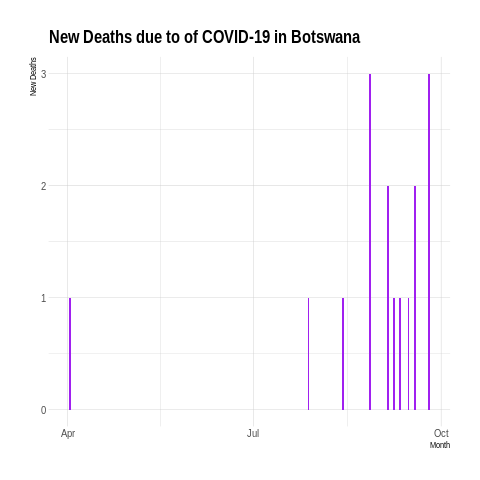 New Deaths due to of COVID-19 in Botswana
New Deaths
3
2
1
0
Apr
Jul
Oct
Month